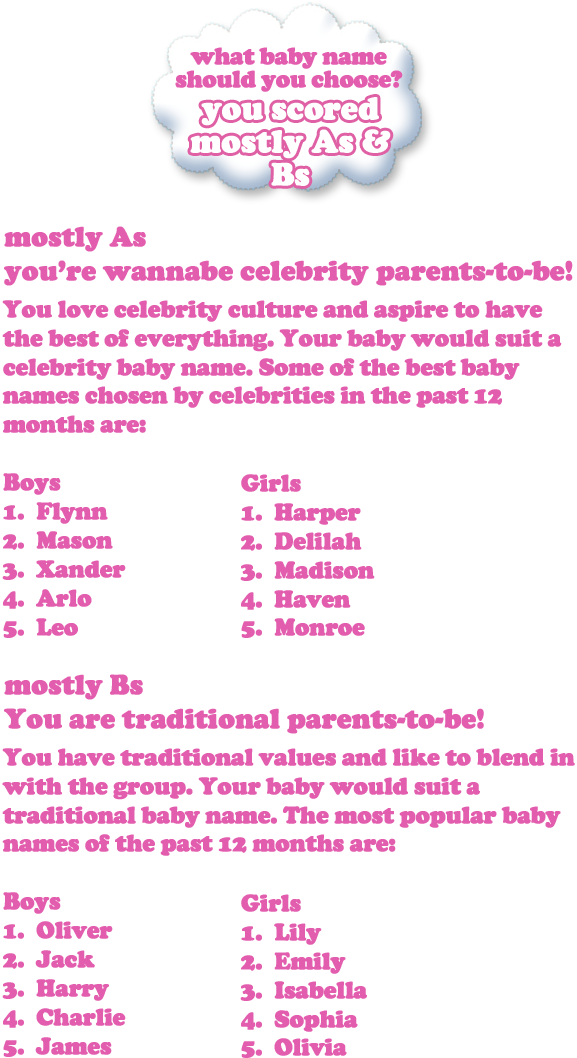 what baby name
should you choose?
you scored
mostly As &
Bs
mostly As
you’re wannabe celebrity parents-to-be!
You love celebrity culture and aspire to have
the best of everything. Your baby would suit a
celebrity baby name. Some of the best baby
names chosen by celebrities in the past 12
months are:
Boys
1. Flynn
2. Mason
3. Xander
4. Arlo
5. Leo
Girls
1. Harper
2. Delilah
3. Madison
4. Haven
5. Monroe
mostly Bs
You are traditional parents-to-be!
You have traditional values and like to blend in
with the group. Your baby would suit a
traditional baby name. The most popular baby
names of the past 12 months are:
Boys
1. Oliver
2. Jack
3. Harry
4. Charlie
5. James
Girls
1. Lily
2. Emily
3. Isabella
4. Sophia
5. Olivia